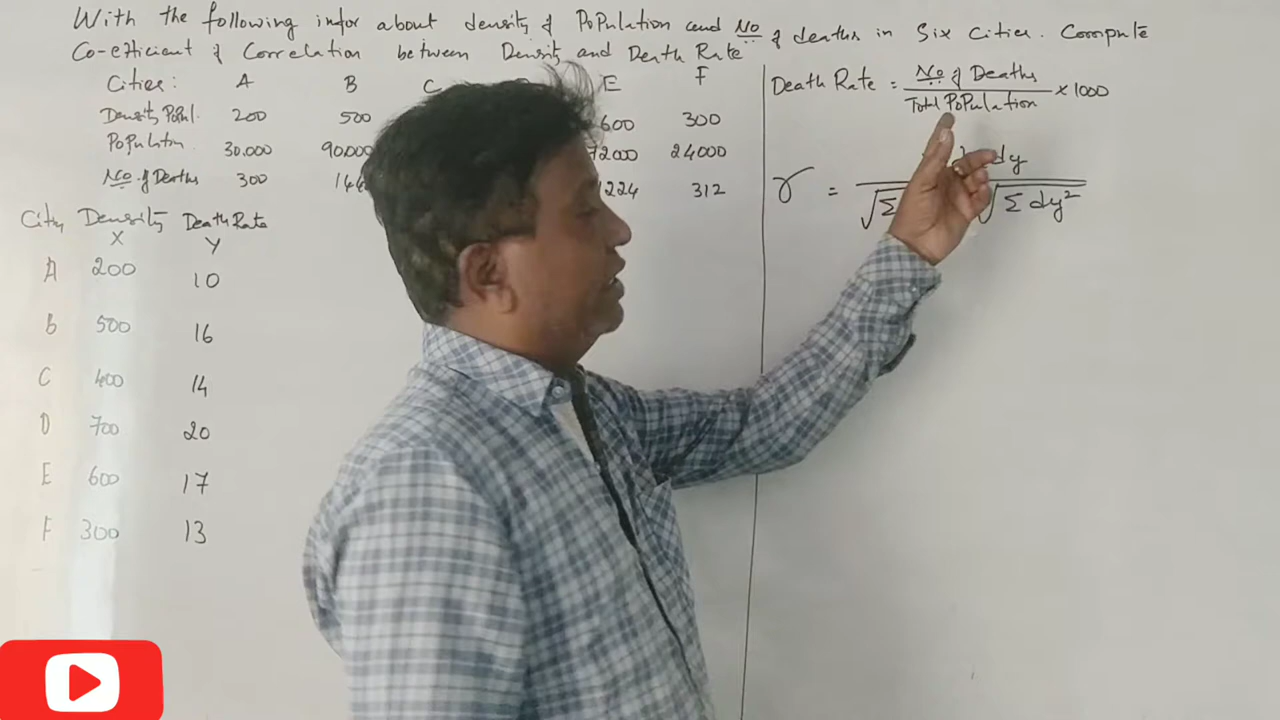 With the following infor about density of Population and No of deaths in Six Cities. Compute
Co-efficient of Correlation between Density and Death Rate
Cities: A B C E F
Density Popul. 200 500 600 300
Population 30.000 90.000 72000 24000
No of Deaths 300 144 1224 312
City Density Death Rate
X Y
A 200 10
B 500 16
C 400 14
D 700 20
E 600 17
F 300 13
Death Rate = No of Deaths / Total Population × 1000
r = dy / √Σ √Σ dy²